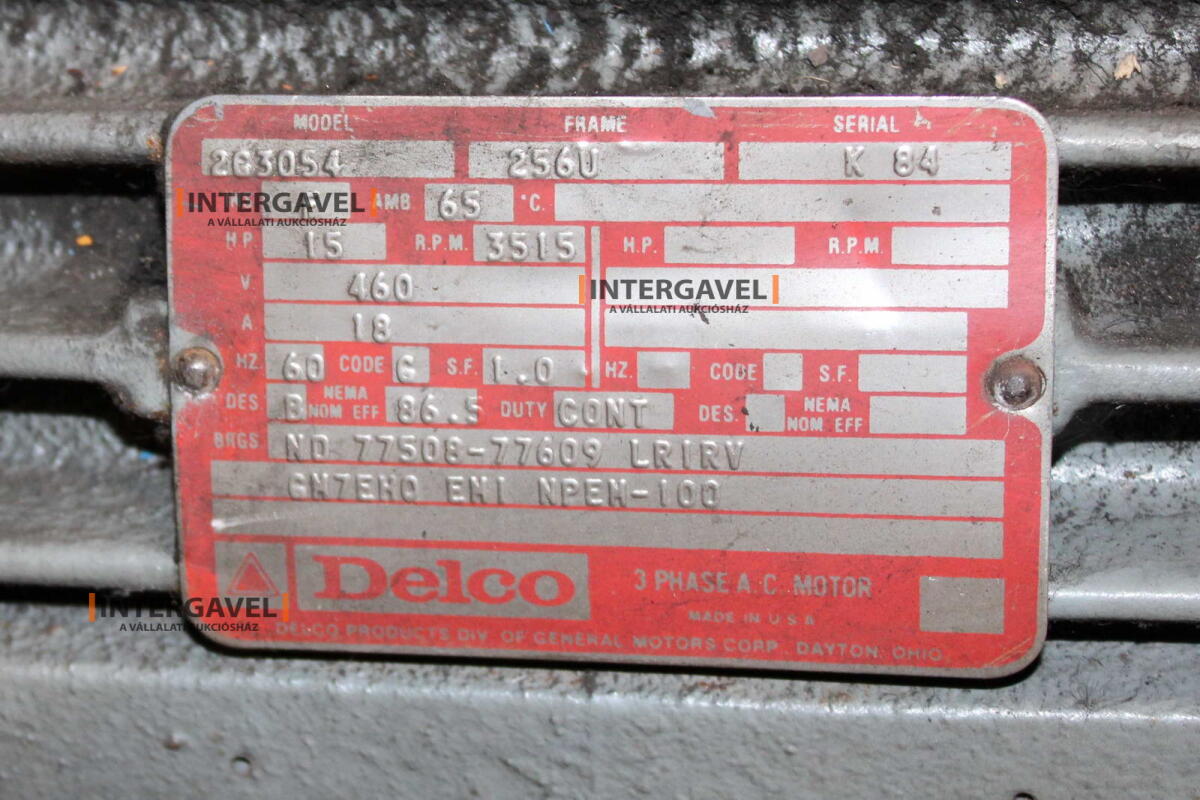 MODEL FRAME SERIAL
2G3054 256U K 84
INTERGAVEL AMB 65 °C.
A VÁLLALATI AUKCIÓSHÁZ
H.P. 15 R.P.M. 3515 H.P. R.P.M.
V 460 INTERGAVEL
A VÁLLALATI AUKCIÓSHÁZ
A 18
HZ 60 CODE G S.F. 1.0 HZ. CODE S.F.
DES B NEMA NOM EFF 86.5 DUTY CONT DES. NEMA NOM EFF
BRGS ND 77508-77609 LRIRV
GM7EHQ EM1 NPEM-100
Delco 3 PHASE A.C. MOTOR
INTERGAVEL MADE IN U S A
A VÁLLALATI AUKCIÓSHÁZ
DELCO PRODUCTS DIV. OF GENERAL MOTORS CORP. DAYTON, OHIO